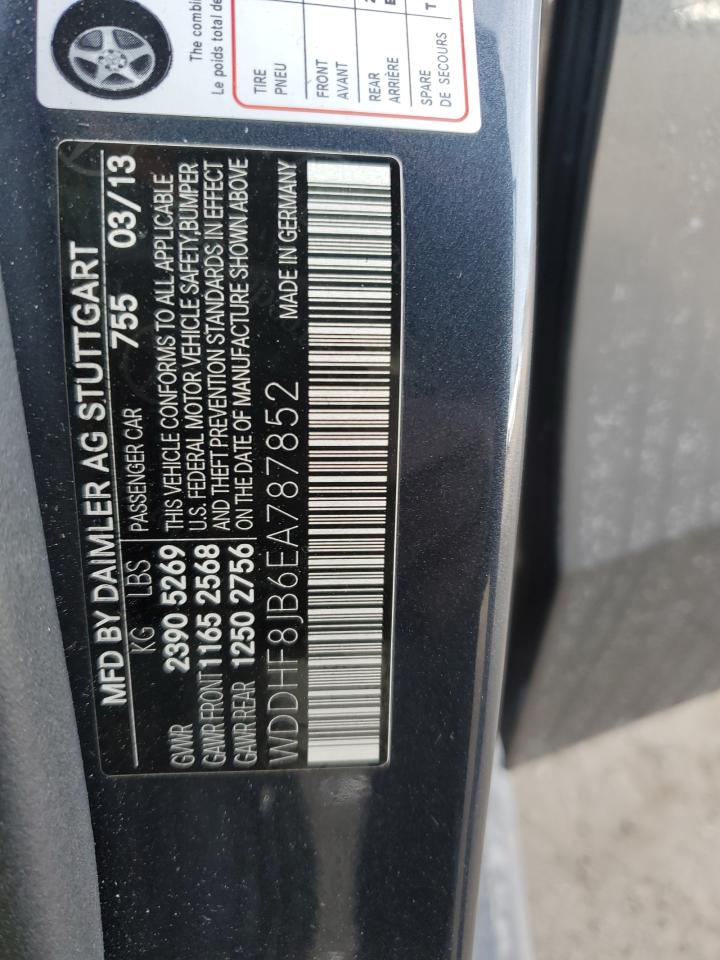 The combin
Le poids total de
TIRE
PNEU
FRONT
AVANT
REAR
ARRIÈRE
SPARE
DE SECOURS
MFD BY DAIMLER AG STUTTGART
755 03/13
KG LBS
PASSENGER CAR
GVWR 2390 5269
GAWR FRONT 1165 2568
GAWR REAR 1250 2756
THIS VEHICLE CONFORMS TO ALL APPLICABLE
U.S. FEDERAL MOTOR VEHICLE SAFETY,BUMPER
AND THEFT PREVENTION STANDARDS IN EFFECT
ON THE DATE OF MANUFACTURE SHOWN ABOVE
WDDHF8JB6EA787852
MADE IN GERMANY